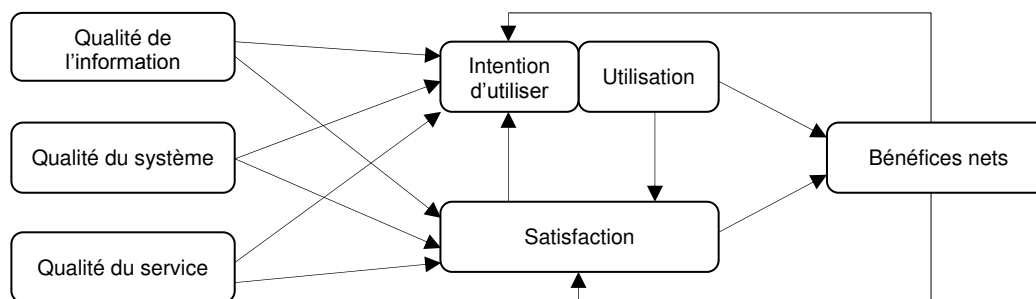 Qualité de
l’information
Intention
d’utiliser
Utilisation
Qualité du système
Bénéfices nets
Satisfaction
Qualité du service